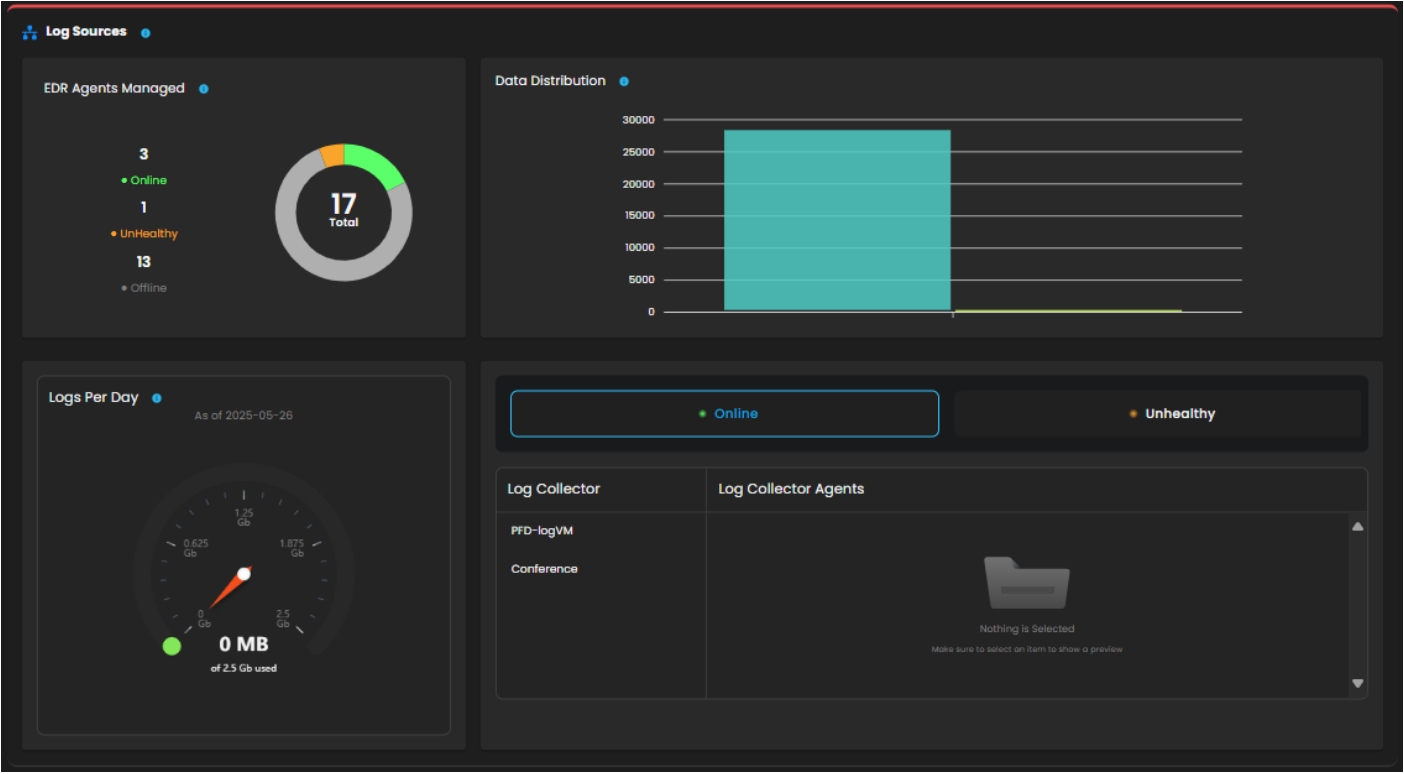 Log Sources
EDR Agents Managed
3
Online
1
UnHealthy
13
Offline
17
Total
Data Distribution
30000
25000
20000
15000
10000
5000
0
Logs Per Day
As of 2025-05-26
1.25
Gb
0.625
Gb
1.875
Gb
0
Gb
2.5
Gb
0 MB
of 2.5 Gb used
Online
Unhealthy
Log Collector
Log Collector Agents
PFD-logVM
Conference
Nothing is Selected
Make sure to select an item to show a preview